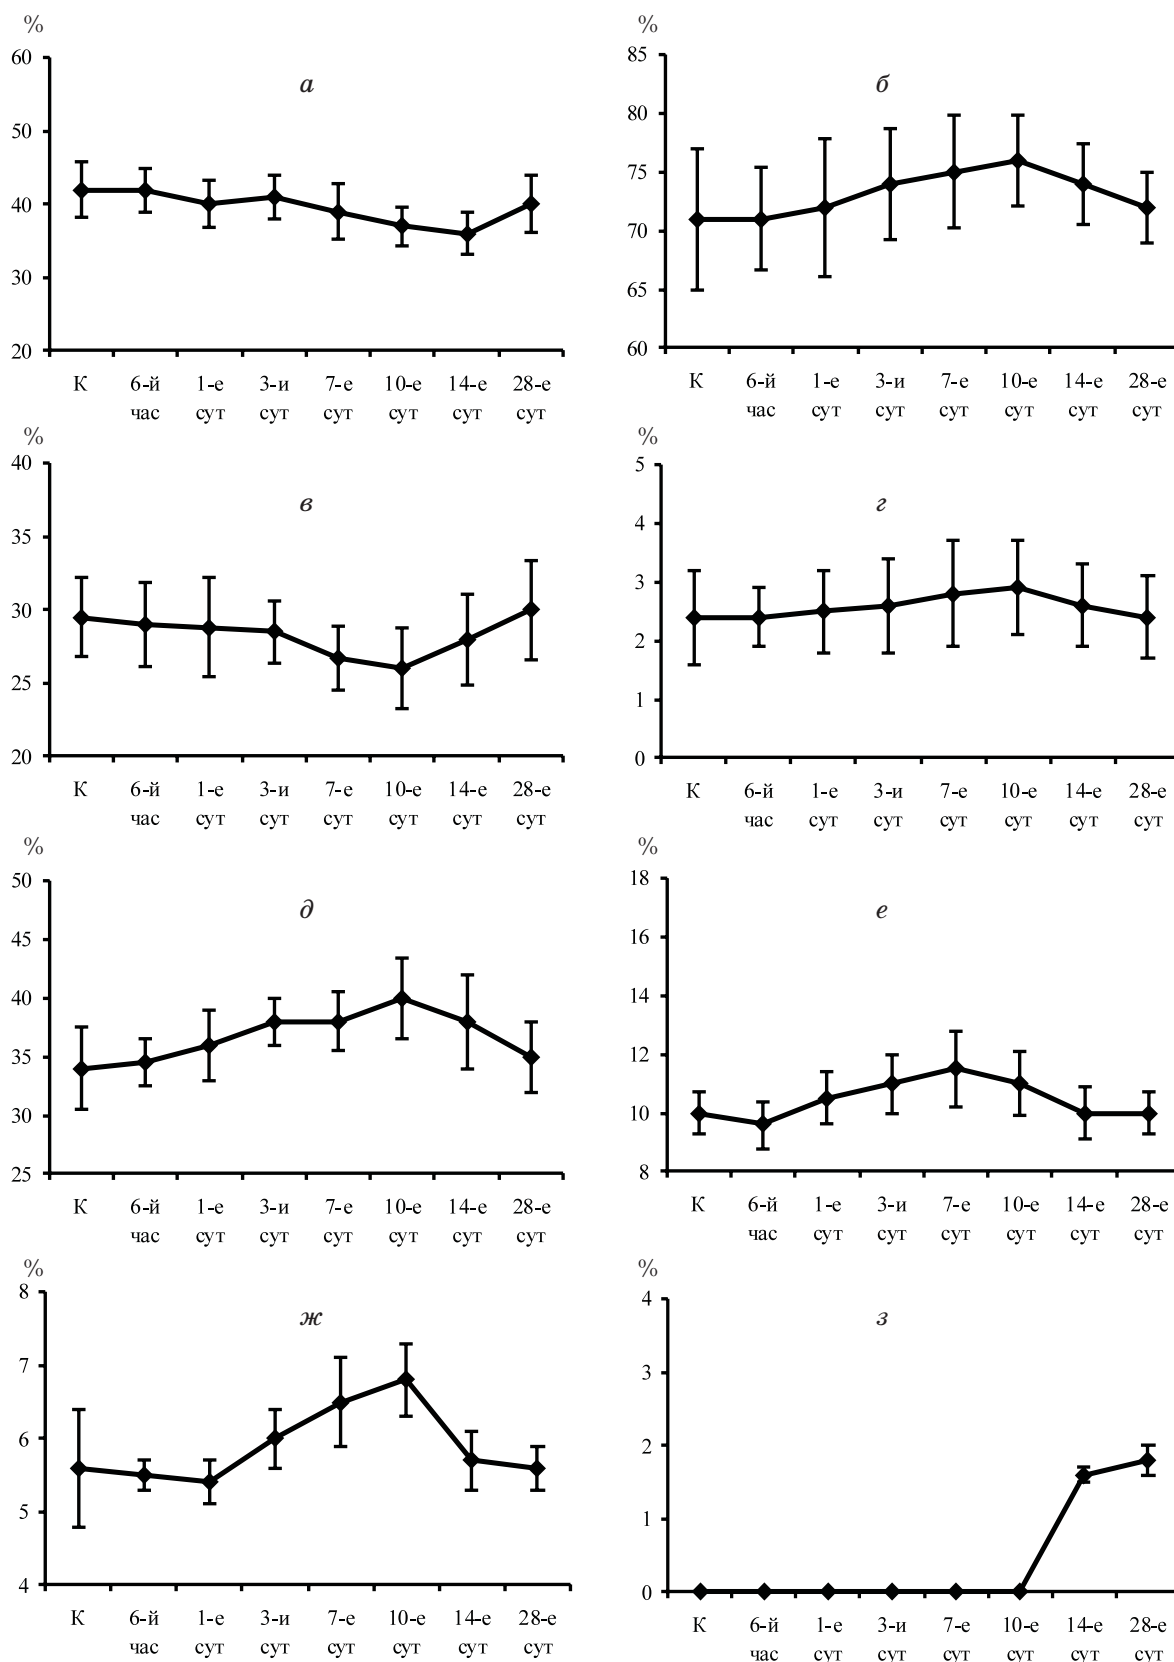 %
60
а
50
40
30
20
К 6-й 1-е 3-и 7-е 10-е 14-е 28-е
час сут сут сут сут сут сут
%
85
б
80
75
70
65
60
К 6-й 1-е 3-и 7-е 10-е 14-е 28-е
час сут сут сут сут сут сут
%
40
в
35
30
25
20
К 6-й 1-е 3-и 7-е 10-е 14-е 28-е
час сут сут сут сут сут сут
%
5
г
4
3
2
1
0
К 6-й 1-е 3-и 7-е 10-е 14-е 28-е
час сут сут сут сут сут сут
%
50
д
45
40
35
30
25
К 6-й 1-е 3-и 7-е 10-е 14-е 28-е
час сут сут сут сут сут сут
%
18
е
16
14
12
10
8
К 6-й 1-е 3-и 7-е 10-е 14-е 28-е
час сут сут сут сут сут сут
%
8
ж
7
6
5
4
К 6-й 1-е 3-и 7-е 10-е 14-е 28-е
час сут сут сут сут сут сут
%
4
з
3
2
1
0
К 6-й 1-е 3-и 7-е 10-е 14-е 28-е
час сут сут сут сут сут сут